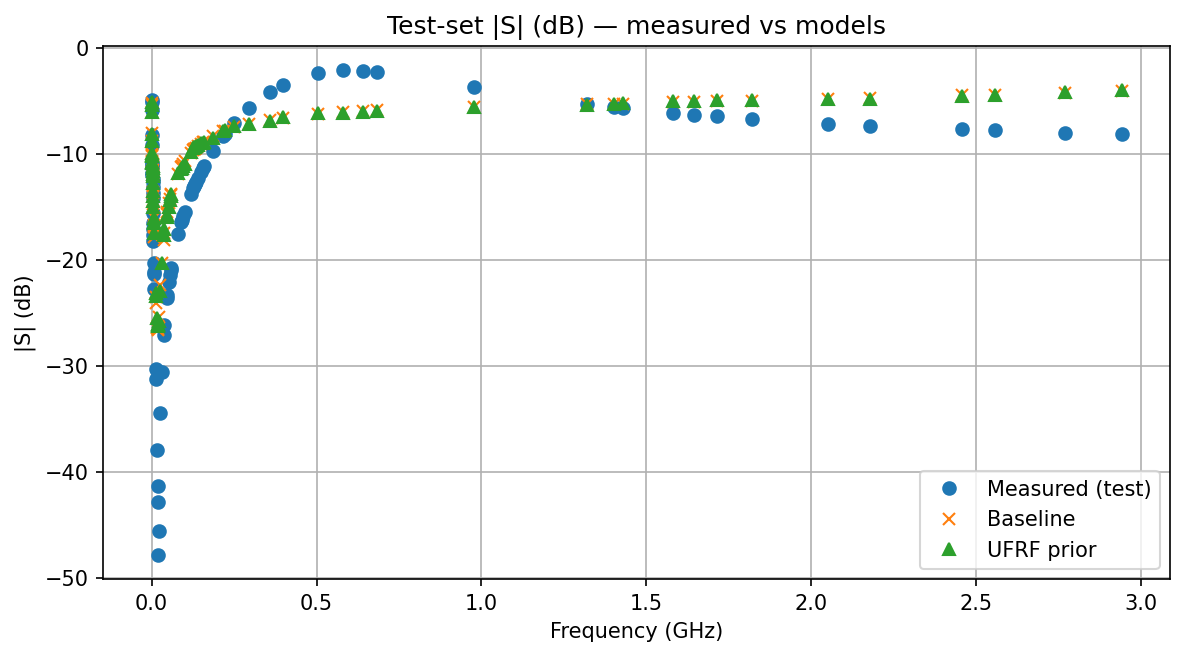 Test-set |S| (dB) — measured vs models
|S| (dB)
0
−10
−20
−30
−40
−50
0.0 0.5 1.0 1.5 2.0 2.5 3.0
Frequency (GHz)
Measured (test)
Baseline
UFRF prior